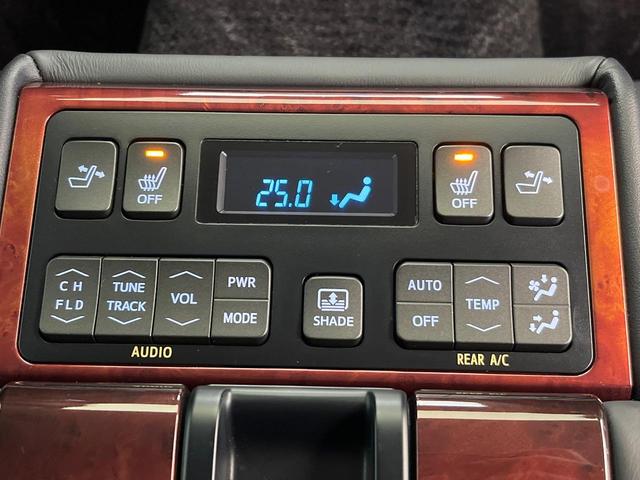 25.0
OFF
OFF
CH
FLD
TUNE
TRACK
VOL
PWR
MODE
SHADE
AUTO
OFF
TEMP
AUDIO
REAR A/C